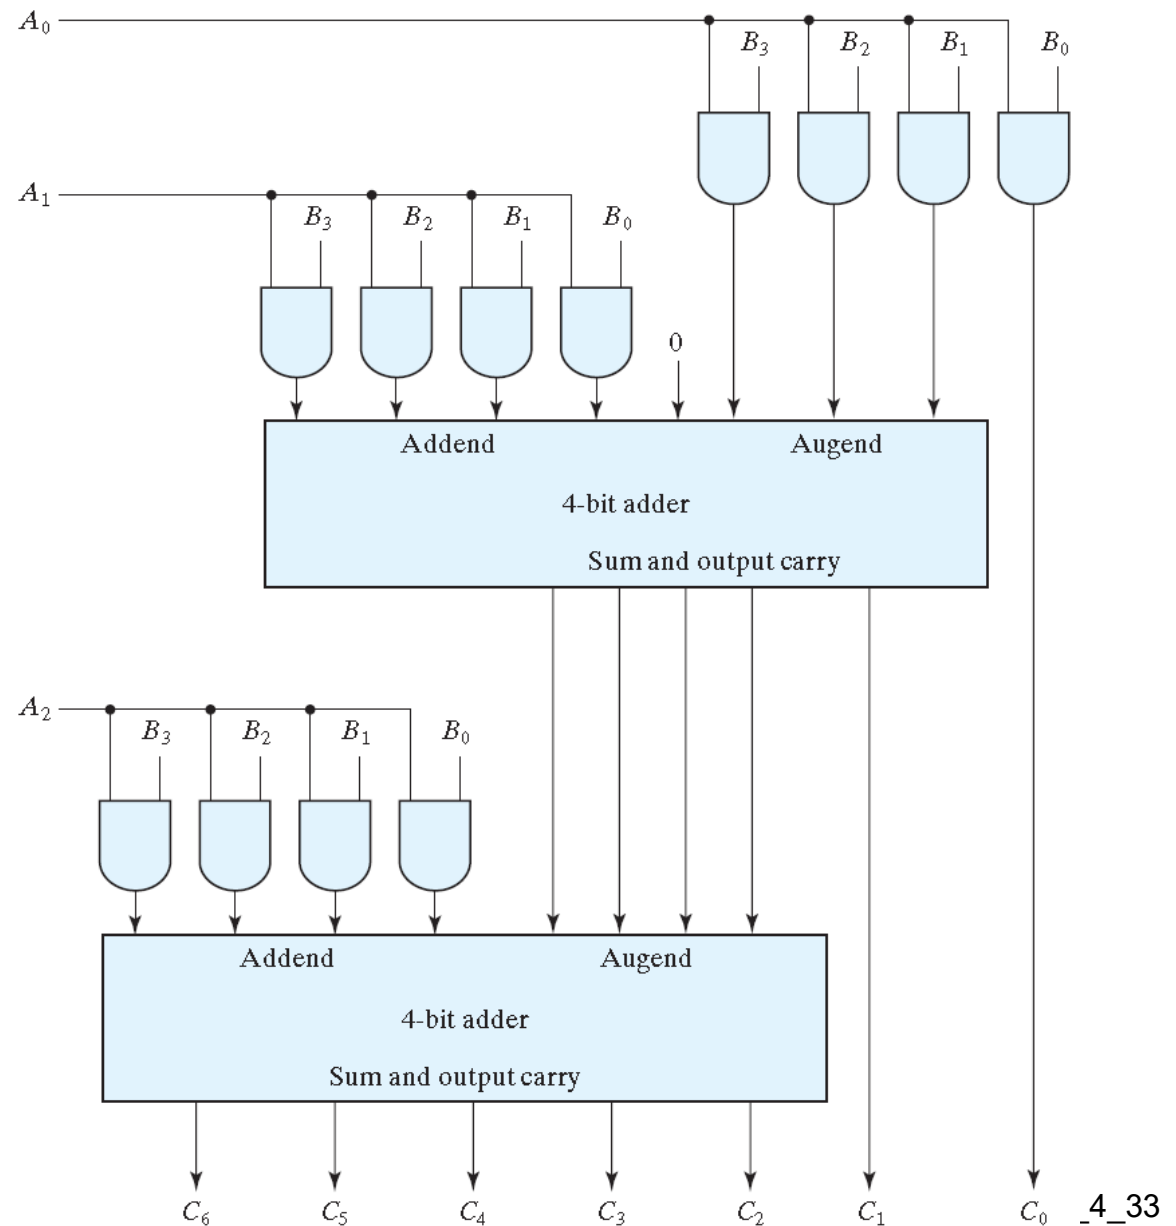 A₀
B₃ B₂ B₁ B₀
A₁
B₃ B₂ B₁ B₀
0
Addend Augend
4-bit adder
Sum and output carry
A₂
B₃ B₂ B₁ B₀
Addend Augend
4-bit adder
Sum and output carry
C₆ C₅ C₄ C₃ C₂ C₁ C₀ _4_33